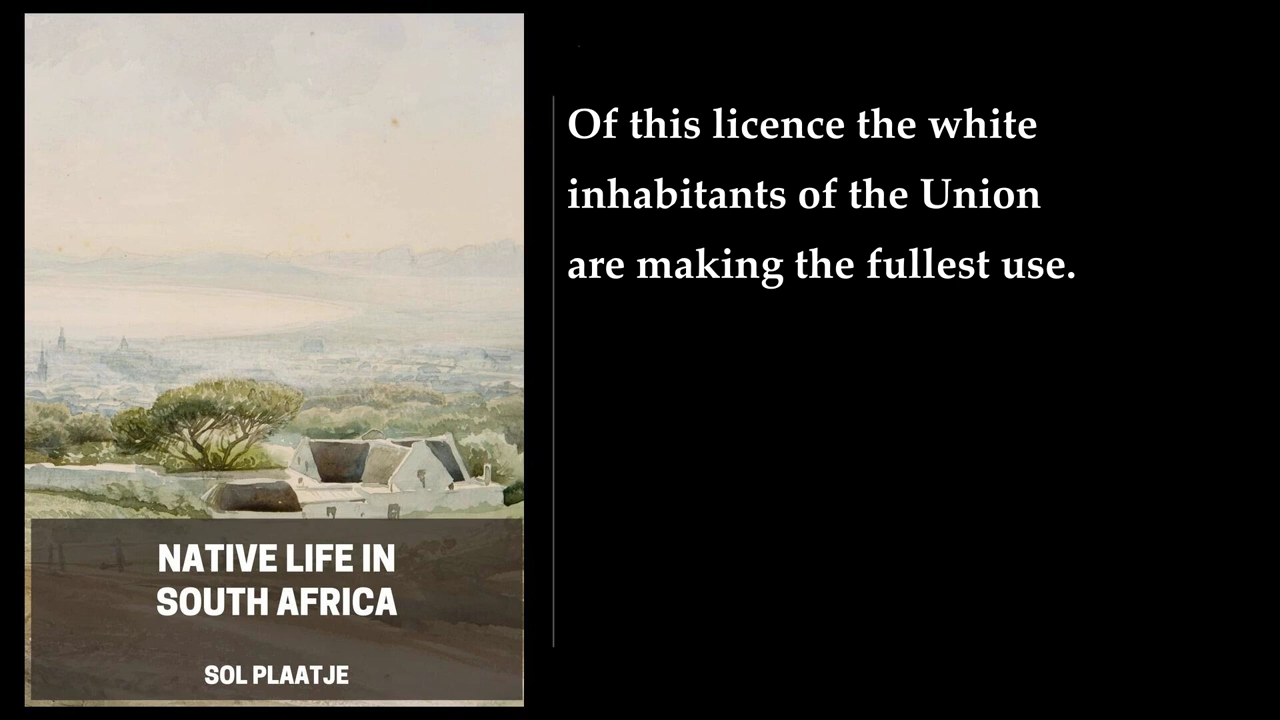 Of this licence the white
inhabitants of the Union
are making the fullest use.
NATIVE LIFE IN
SOUTH AFRICA
SOL PLAATJE